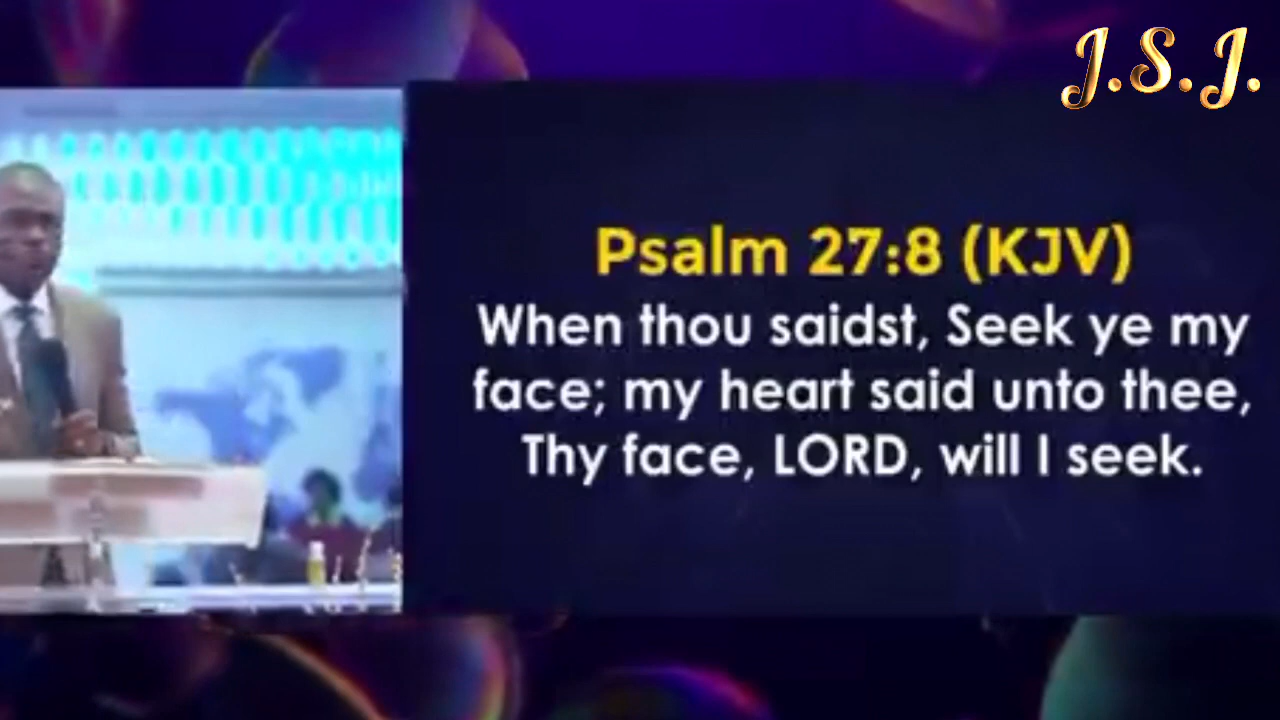 J.S.J.
Psalm 27:8 (KJV)
When thou saidst, Seek ye my
face; my heart said unto thee,
Thy face, LORD, will I seek.